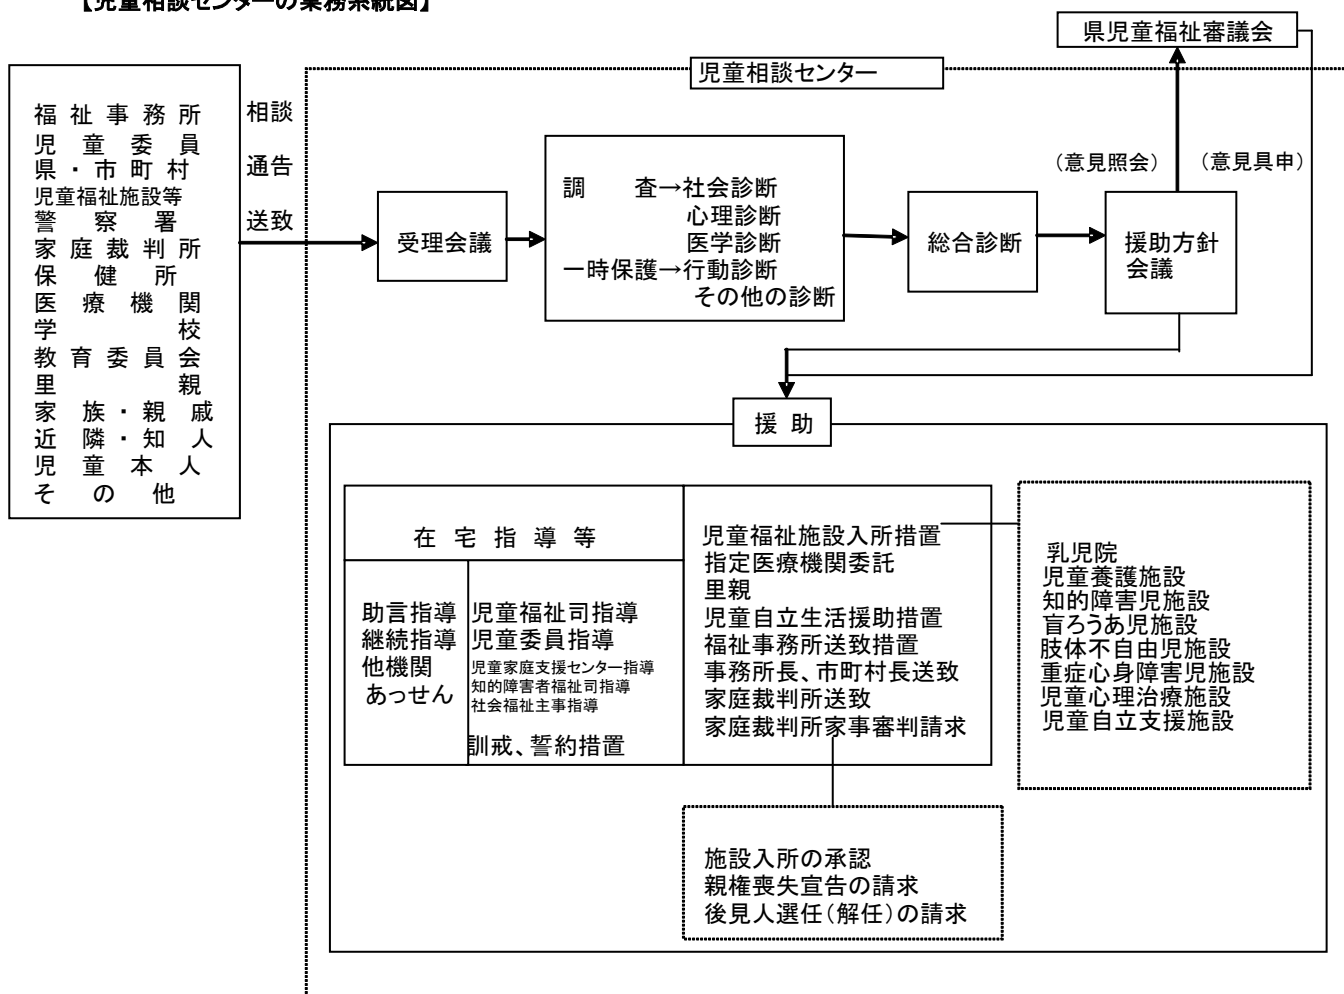 【児童相談センターの業務系統図】
県児童福祉審議会
児童相談センター
福祉事務所
児童委員
県・市町村
児童福祉施設等
警察署
家庭裁判所
保健所
医療機関
学校
教育委員会
里親
家族・親戚
近隣・知人
児童本人
その他
相談
通告
送致
受理会議
調　　査→社会診断
心理診断
医学診断
一時保護→行動診断
その他の診断
総合診断
(意見照会)
(意見具申)
援助方針
会議
援助
在宅指導等
助言指導
継続指導
他機関
あっせん
児童福祉司指導
児童委員指導
児童家庭支援センター指導
知的障害者福祉司指導
社会福祉主事指導
訓戒、誓約措置
児童福祉施設入所措置
指定医療機関委託
里親
児童自立生活援助措置
福祉事務所送致措置
事務所長、市町村長送致
家庭裁判所送致
家庭裁判所家事審判請求
乳児院
児童養護施設
知的障害児施設
盲ろうあ児施設
肢体不自由児施設
重症心身障害児施設
児童心理治療施設
児童自立支援施設
施設入所の承認
親権喪失宣告の請求
後見人選任(解任)の請求